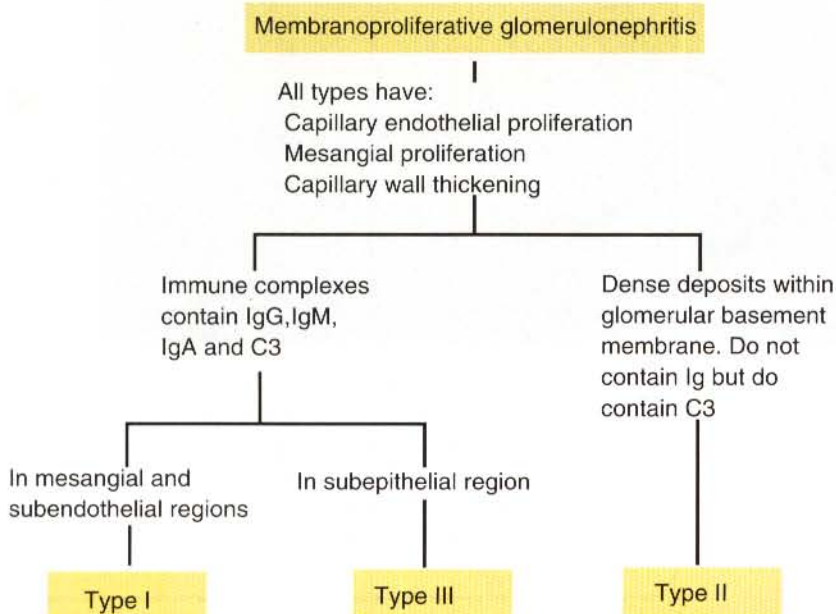 Membranoproliferative glomerulonephritis
All types have:
Capillary endothelial proliferation
Mesangial proliferation
Capillary wall thickening
Immune complexes
contain IgG,IgM,
IgA and C3
Dense deposits within
glomerular basement
membrane. Do not
contain Ig but do
contain C3
In mesangial and
subendothelial regions
In subepithelial region
Type I
Type III
Type II